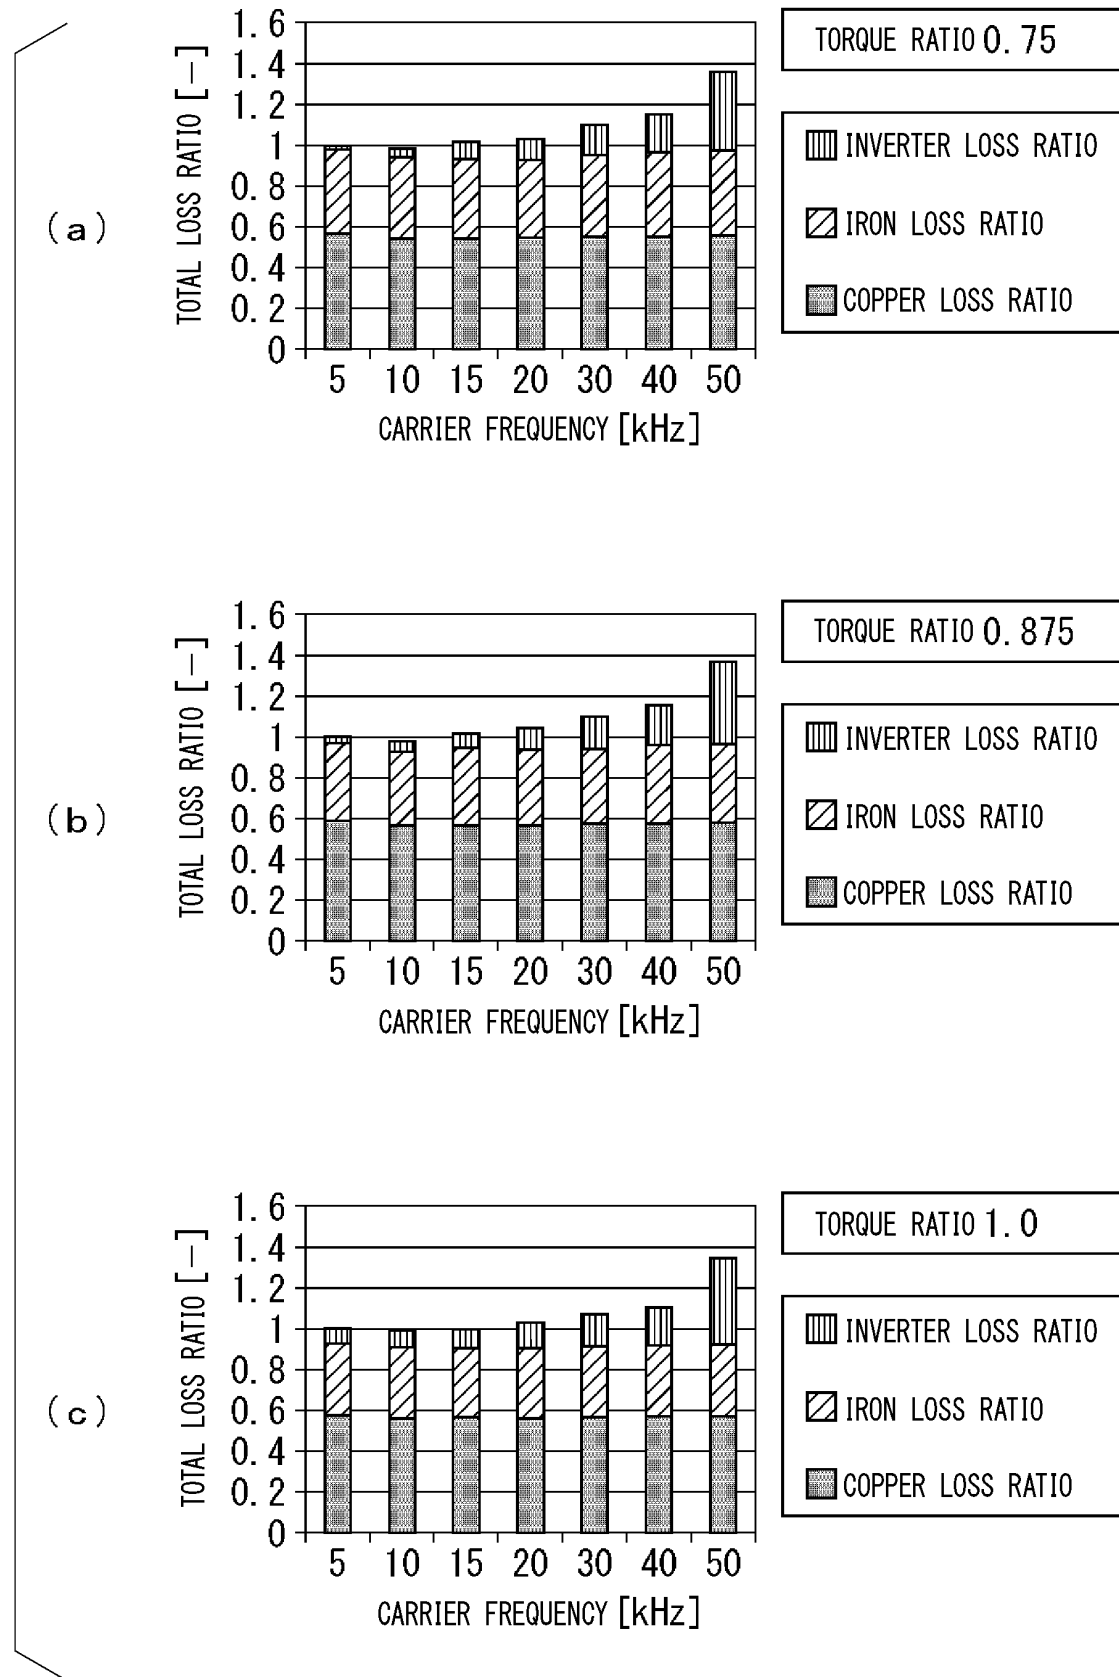 (a)
TOTAL LOSS RATIO [—]
1.6
1.4
1.2
1
0.8
0.6
0.4
0.2
0
5 10 15 20 30 40 50
CARRIER FREQUENCY [kHz]
TORQUE RATIO 0.75
INVERTER LOSS RATIO
IRON LOSS RATIO
COPPER LOSS RATIO
(b)
TOTAL LOSS RATIO [—]
1.6
1.4
1.2
1
0.8
0.6
0.4
0.2
0
5 10 15 20 30 40 50
CARRIER FREQUENCY [kHz]
TORQUE RATIO 0.875
INVERTER LOSS RATIO
IRON LOSS RATIO
COPPER LOSS RATIO
(c)
TOTAL LOSS RATIO [—]
1.6
1.4
1.2
1
0.8
0.6
0.4
0.2
0
5 10 15 20 30 40 50
CARRIER FREQUENCY [kHz]
TORQUE RATIO 1.0
INVERTER LOSS RATIO
IRON LOSS RATIO
COPPER LOSS RATIO